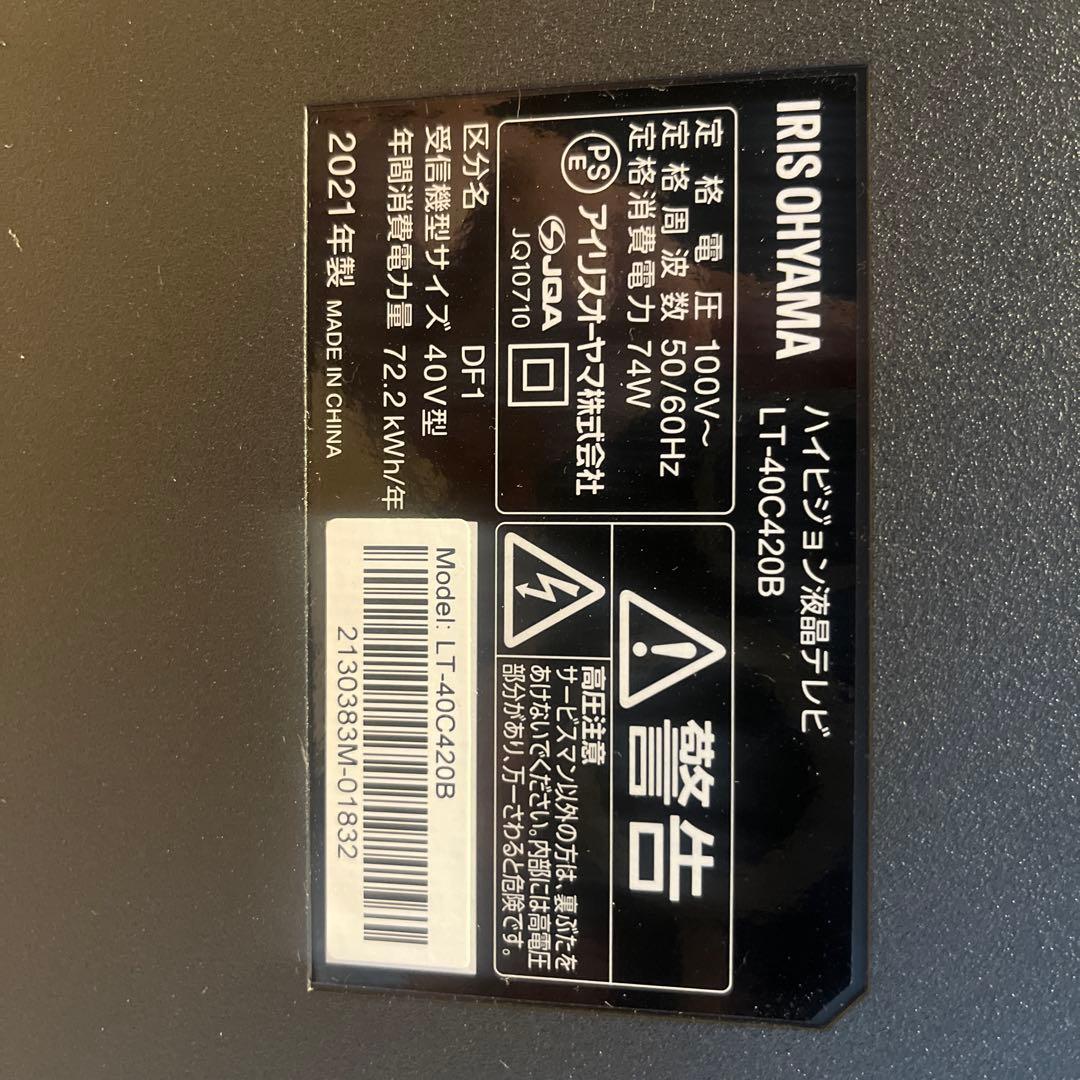 IRIS OHYAMA
ハイビジョン液晶テレビ
LT-40C420B
定格電圧 100V~
定格周波数 50/60Hz
定格消費電力 74W
PS
E
アイリスオーヤマ株式会社
JQA
JQ10710
警告
高圧注意
サービスマン以外の方は、裏ぶたを
あけないでください。内部には高電圧
部分があり、万一さわると危険です。
区分名 DF1
受信機型サイズ 40V型
年間消費電力量 72.2 kWh/年
2021年製 MADE IN CHINA
Model: LT-40C420B
2130383M-01832